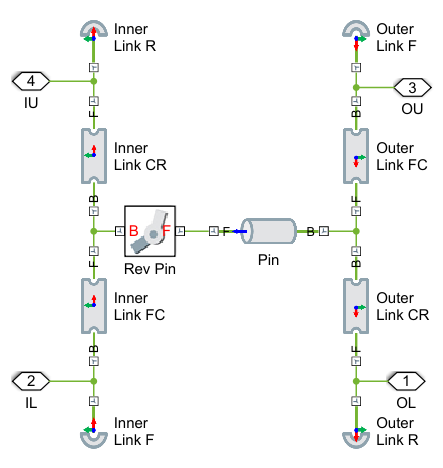 Inner
Link R
Outer
Link F
4
IU
3
OU
F
B
Inner
Link CR
Outer
Link FC
B
F
B F
Rev Pin
F B
Pin
F
B
Inner
Link FC
Outer
Link CR
B
F
2
IL
1
OL
Inner
Link F
Outer
Link R